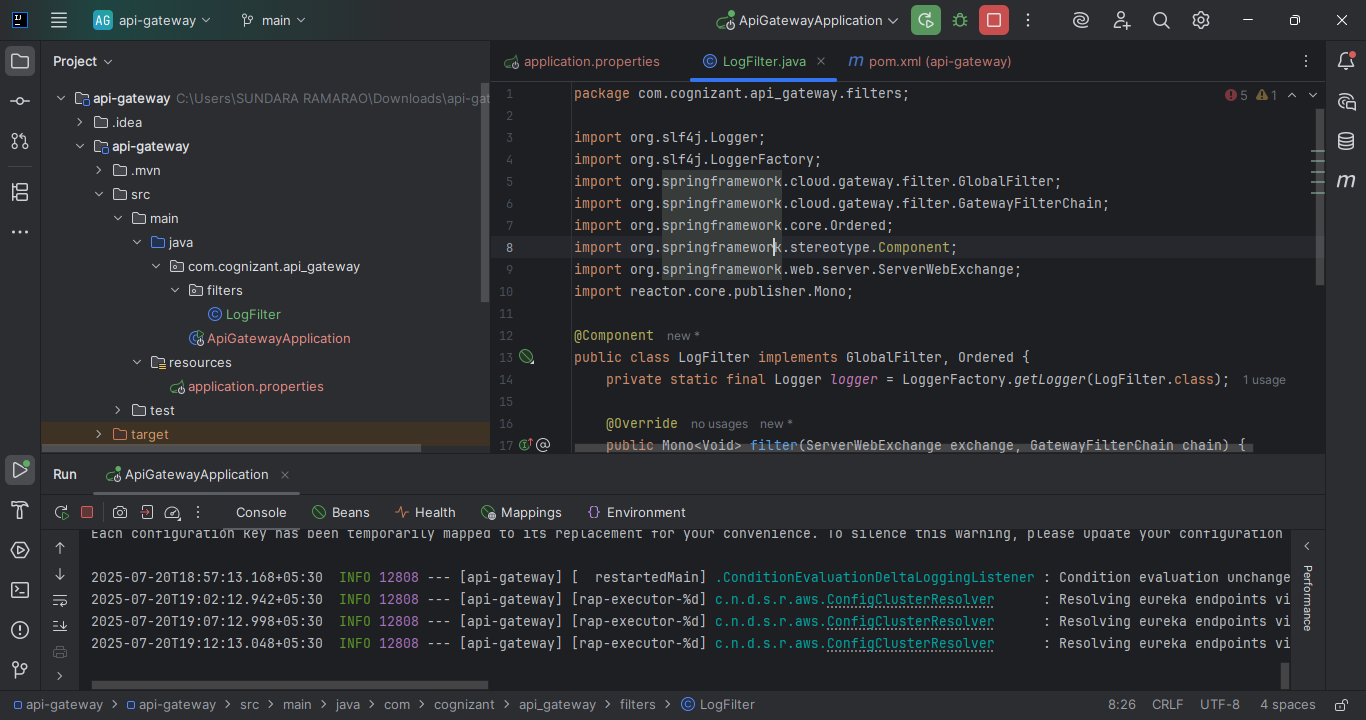 AG api-gateway main ApiGatewayApplication
Project
api-gateway C:\Users\SUNDARA RAMARAO\Downloads\api-gat
.idea
api-gateway
.mvn
src
main
java
com.cognizant.api_gateway
filters
LogFilter
ApiGatewayApplication
resources
application.properties
test
target
application.properties LogFilter.java pom.xml (api-gateway)
5 1
1 package com.cognizant.api_gateway.filters;
2
3 import org.slf4j.Logger;
4 import org.slf4j.LoggerFactory;
5 import org.springframework.cloud.gateway.filter.GlobalFilter;
6 import org.springframework.cloud.gateway.filter.GatewayFilterChain;
7 import org.springframework.core.Ordered;
8 import org.springframework.stereotype.Component;
9 import org.springframework.web.server.ServerWebExchange;
10 import reactor.core.publisher.Mono;
11
12 @Component new *
13 public class LogFilter implements GlobalFilter, Ordered {
14 private static final Logger logger = LoggerFactory.getLogger(LogFilter.class); 1 usage
15
16 @Override no usages new *
17 public Mono<Void> filter(ServerWebExchange exchange, GatewayFilterChain chain) {
Run ApiGatewayApplication
Console Beans Health Mappings Environment
Each configuration key has been temporarily mapped to its replacement for your convenience. To silence this warning, please update your configuration
2025-07-20T18:57:13.168+05:30 INFO 12808 --- [api-gateway] [ restartedMain] .ConditionEvaluationDeltaLoggingListener : Condition evaluation unchange
2025-07-20T19:02:12.942+05:30 INFO 12808 --- [api-gateway] [rap-executor-%d] c.n.d.s.r.aws.ConfigClusterResolver : Resolving eureka endpoints vi
2025-07-20T19:07:12.998+05:30 INFO 12808 --- [api-gateway] [rap-executor-%d] c.n.d.s.r.aws.ConfigClusterResolver : Resolving eureka endpoints vi
2025-07-20T19:12:13.048+05:30 INFO 12808 --- [api-gateway] [rap-executor-%d] c.n.d.s.r.aws.ConfigClusterResolver : Resolving eureka endpoints vi
Performance
api-gateway > api-gateway > src > main > java > com > cognizant > api_gateway > filters > LogFilter 8:26 CRLF UTF-8 4 spaces